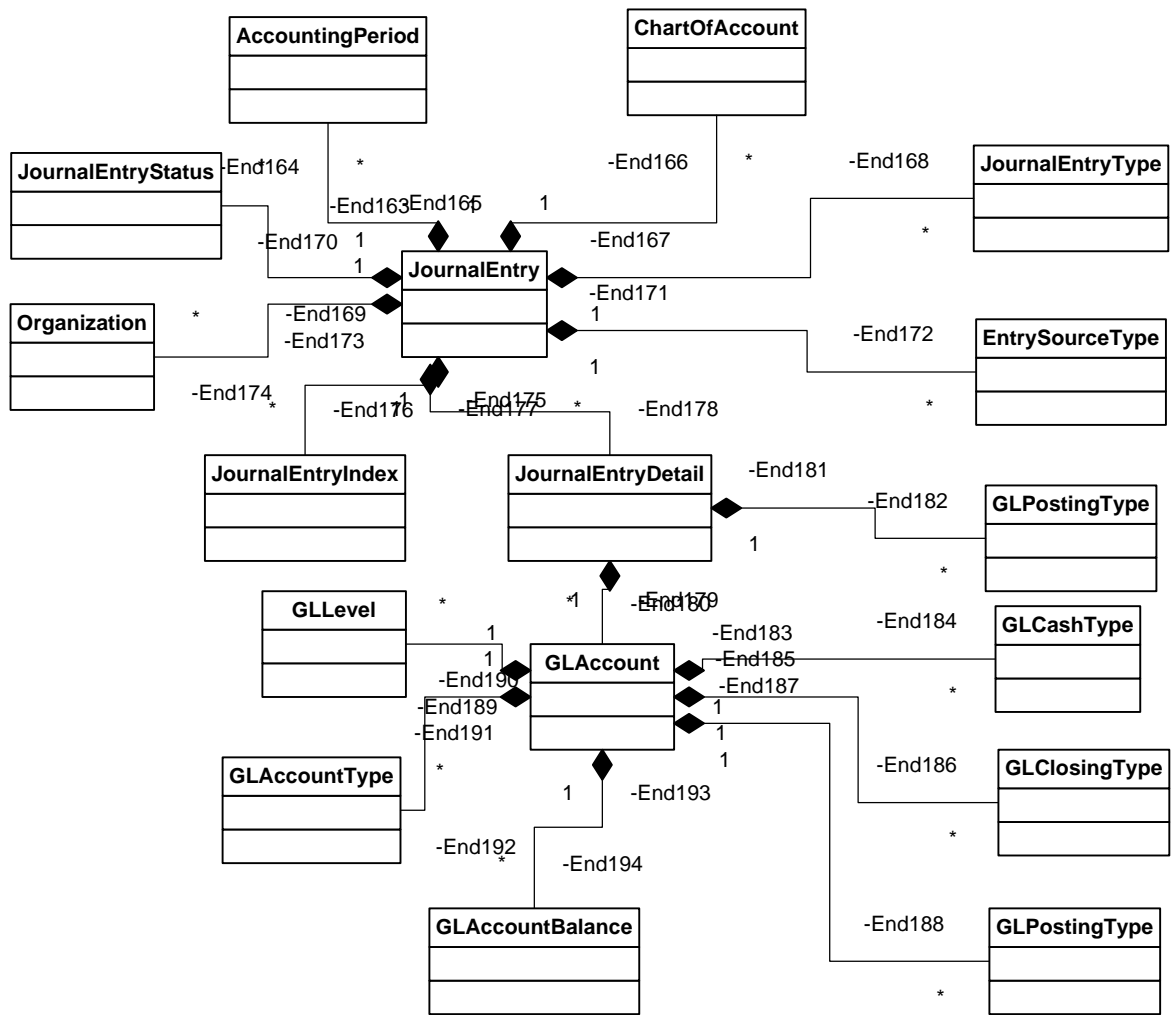 AccountingPeriod
ChartOfAccount
JournalEntryStatus
-End164
*
*
-End166
*
-End168
JournalEntryType
-End163
-End165
1
1
-End170
1
1
-End167
*
JournalEntry
-End171
Organization
*
-End169
1
-End173
-End172
EntrySourceType
1
-End174
*
-End176
1
-End177
-End175
*
-End178
*
JournalEntryIndex
JournalEntryDetail
-End181
-End182
GLPostingType
1
*
GLLevel
*
*
1
-End180
-End179
-End184
GLCashType
1
1
GLAccount
-End183
-End185
-End190
-End187
*
-End189
1
-End191
1
1
GLAccountType
*
-End186
GLClosingType
1
-End193
*
-End192
*
-End194
GLAccountBalance
-End188
GLPostingType
*